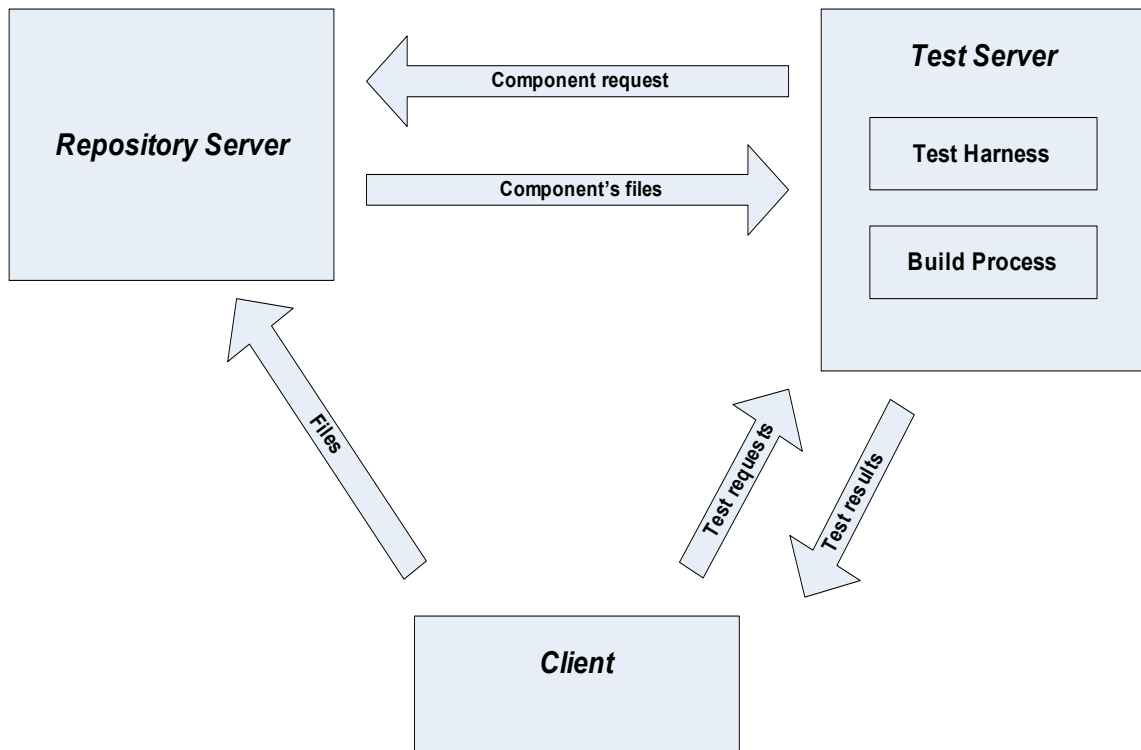 Test Server
Component request
Repository Server
Test Harness
Component’s files
Build Process
Files
Test requests
Test results
Client